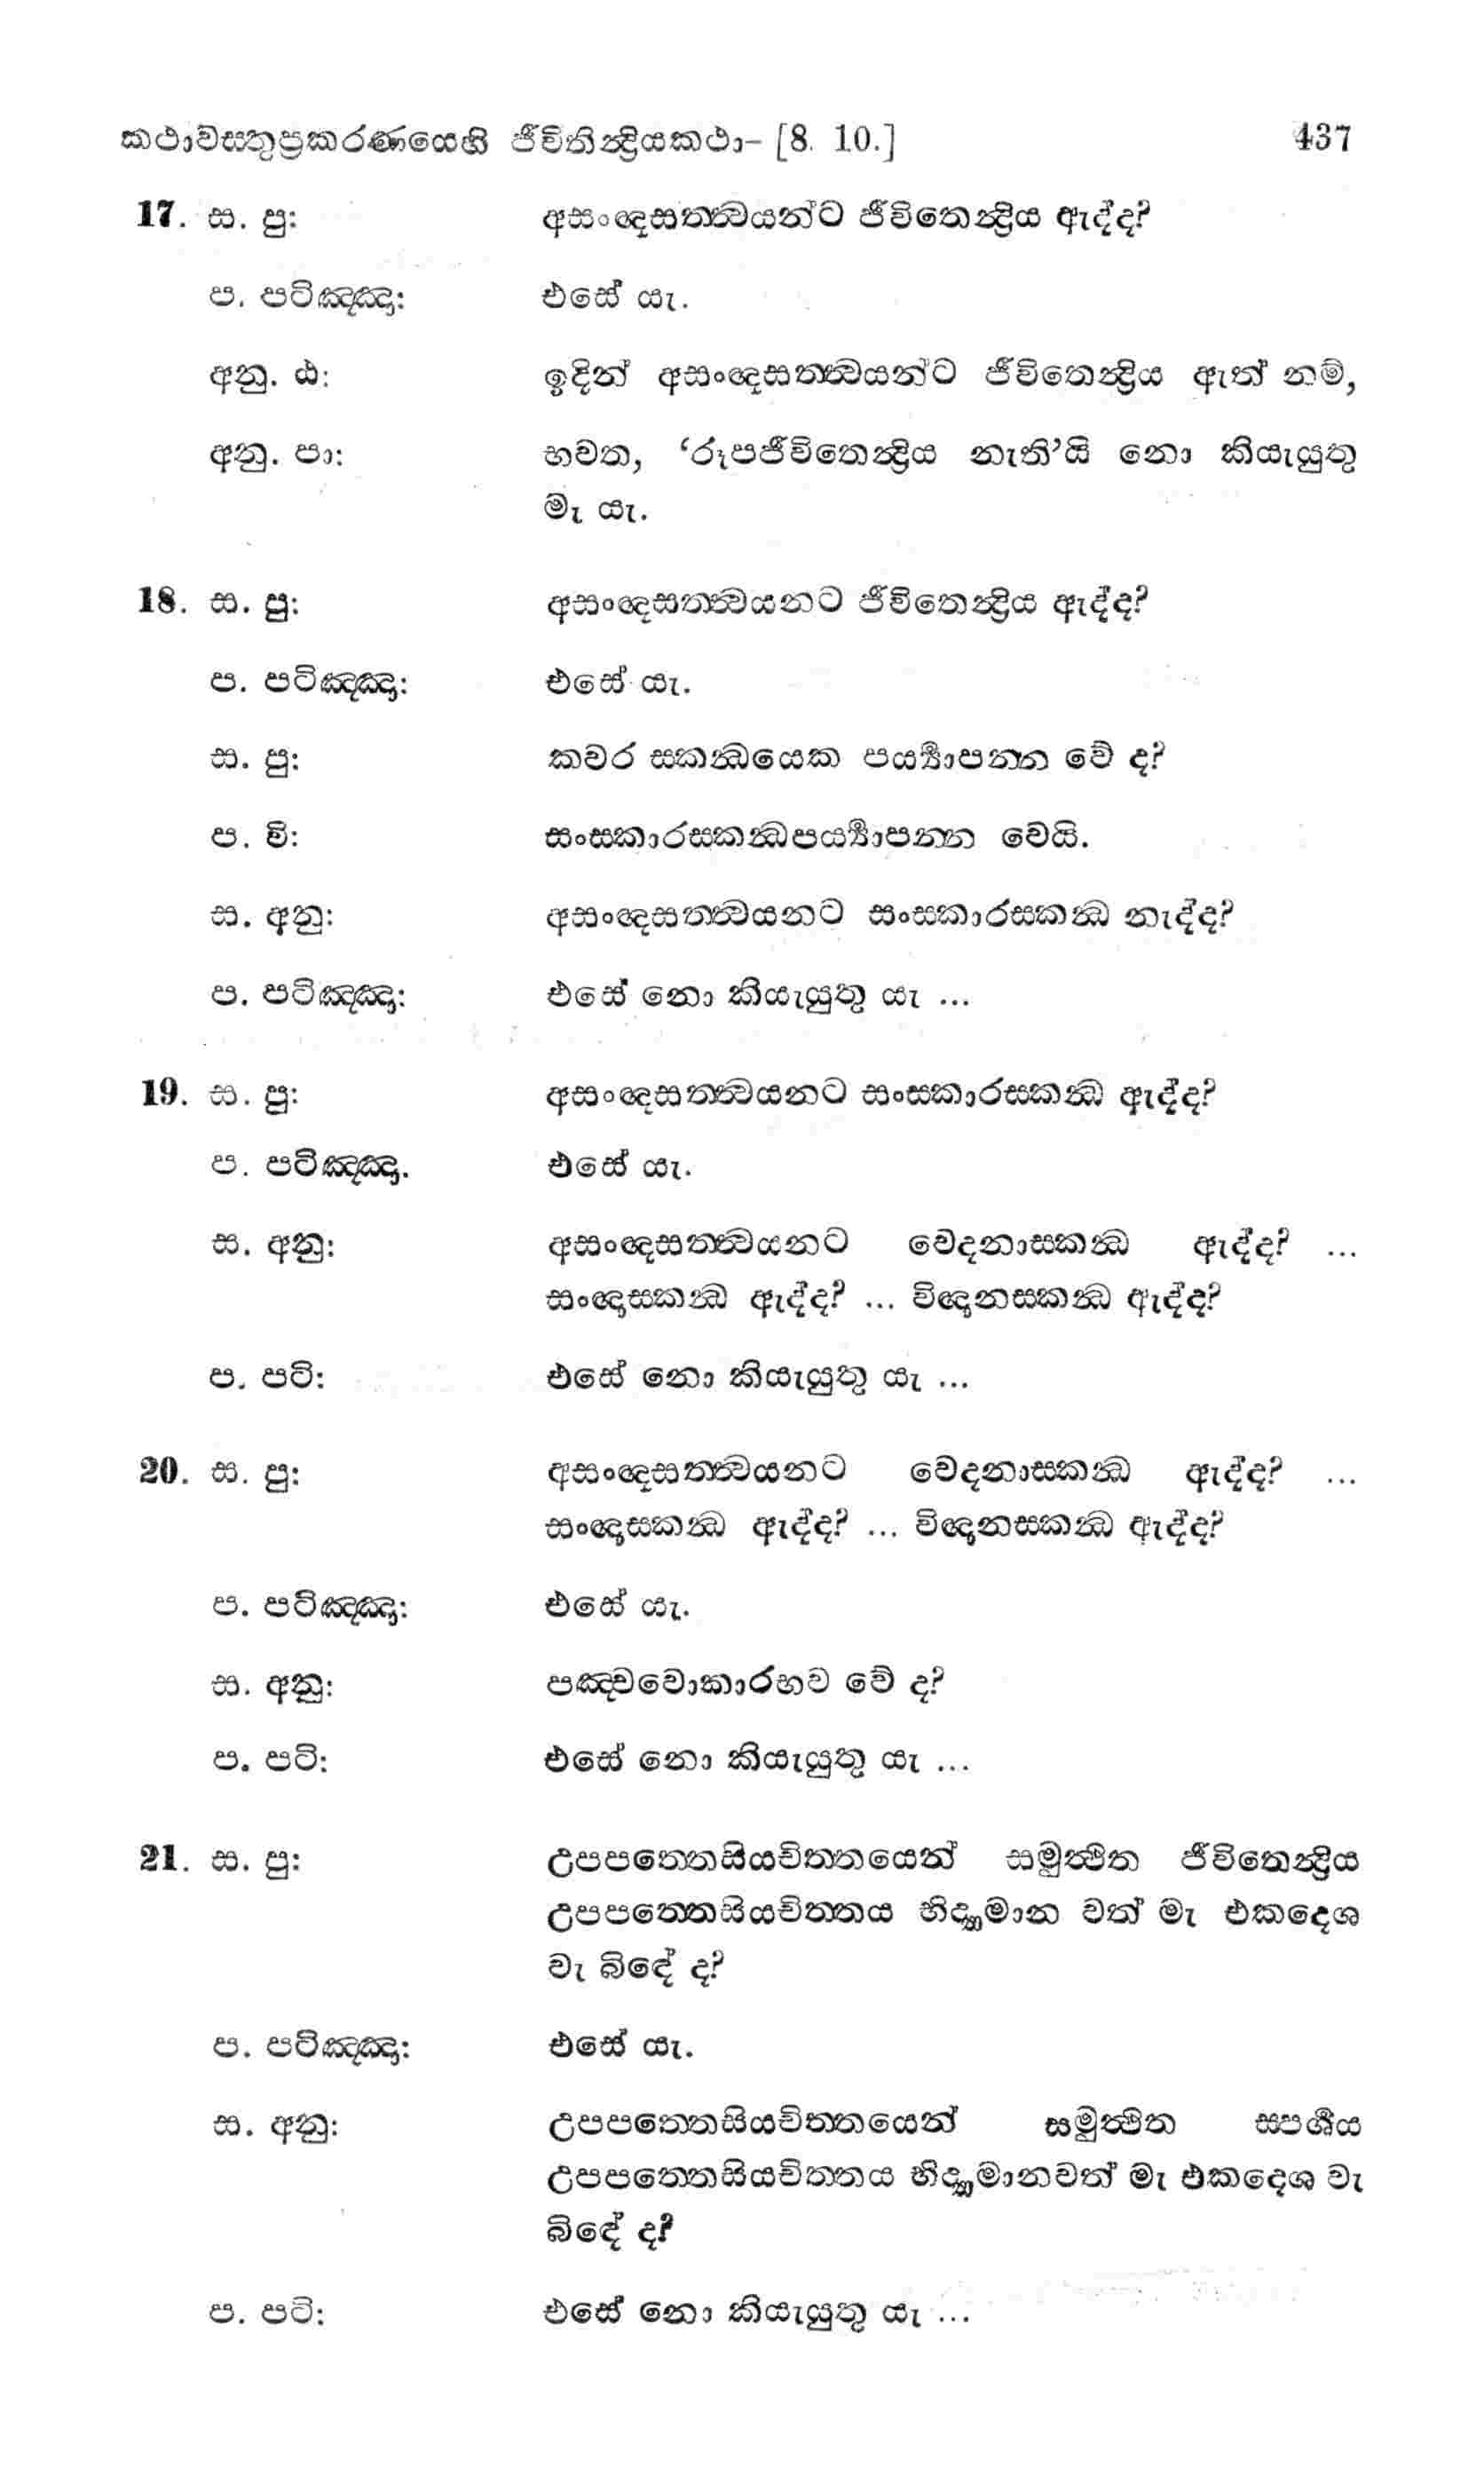 කථාවස්තුප්‍රකරණයෙහි ජීවිතින්‍ද්‍රියකථා– [8. 10.] 437
17. ස. පු: අසංඥසත්ත්‍වයන්ට ජීවිතෙන්‍ද්‍රිය ඇද්ද?
ප. පටිඤ්ඤා: එසේ යැ.
අනු. ඨ: ඉදින් අසංඥසත්ත්‍වයන්ට ජීවිතෙන්‍ද්‍රිය ඇත් නම්,
අනු. පා: භවත, ‘රූපජීවිතෙන්‍ද්‍රිය නැති’යි නො කියැයුතු
මැ යැ.
18. ස. පු: අසංඥසත්ත්‍වයනට ජීවිතෙන්‍ද්‍රිය ඇද්ද?
ප. පටිඤ්ඤා: එසේ යැ.
ස. පු: කවර ස්කන්‍ධයෙක පර්‍ය්‍යාපන්න වේ ද?
ප. වි: සංස්කාරස්කන්‍ධපර්‍ය්‍යාපන්න වෙයි.
ස. අනු: අසංඥසත්ත්‍වයනට සංස්කාරස්කන්‍ධ නැද්ද?
ප. පටිඤ්ඤා: එසේ නො කියැයුතු යැ ...
19. ස. පු: අසංඥසත්ත්‍වයනට සංස්කාරස්කන්‍ධ ඇද්ද?
ප. පටිඤ්ඤා. එසේ යැ.
ස. අනු: අසංඥසත්ත්‍වයනට වේදනාස්කන්‍ධ ඇද්ද? ...
සංඥාස්කන්‍ධ ඇද්ද? ... විඥානස්කන්‍ධ ඇද්ද?
ප. පටි: එසේ නො කියැයුතු යැ ...
20. ස. පු: අසංඥසත්ත්‍වයනට වේදනාස්කන්‍ධ ඇද්ද? ...
සංඥාස්කන්‍ධ ඇද්ද? ... විඥානස්කන්‍ධ ඇද්ද?
ප. පටිඤ්ඤා: එසේ යැ.
ස. අනු: පඤ්චවොකාරභව වේ ද?
ප. පටි: එසේ නො කියැයුතු යැ ...
21. ස. පු: උපපත්තෙසියචිත්තයෙන් සමුත්ථිත ජීවිතෙන්‍ද්‍රිය
උපපත්තෙසියචිත්තය භිද්‍යමාන වත් මැ එකදෙශ
වැ බිඳේ ද?
ප. පටිඤ්ඤා: එසේ යැ.
ස. අනු: උපපත්තෙසියචිත්තයෙන් සමුත්ථිත ස්පර්‍ශය
උපපත්තෙසියචිත්තය භිද්‍යමානවත් මැ එකදෙශ වැ
බිඳේ ද?
ප. පටි: එසේ නො කියැයුතු යැ ...